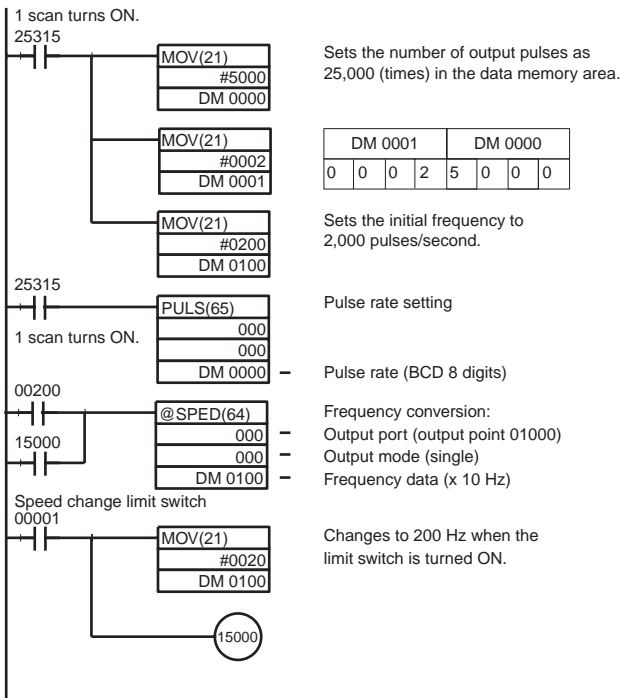 1 scan turns ON.
25315
MOV(21)
#5000
DM 0000
Sets the number of output pulses as
25,000 (times) in the data memory area.
MOV(21)
#0002
DM 0001
DM 0001 DM 0000
0 0 0 2 5 0 0 0
MOV(21)
#0200
DM 0100
Sets the initial frequency to
2,000 pulses/second.
25315
1 scan turns ON.
PULS(65)
000
000
DM 0000
Pulse rate setting
Pulse rate (BCD 8 digits)
00200
15000
@SPED(64)
000
000
DM 0100
Frequency conversion:
Output port (output point 01000)
Output mode (single)
Frequency data (x 10 Hz)
Speed change limit switch
00001
MOV(21)
#0020
DM 0100
Changes to 200 Hz when the
limit switch is turned ON.
15000